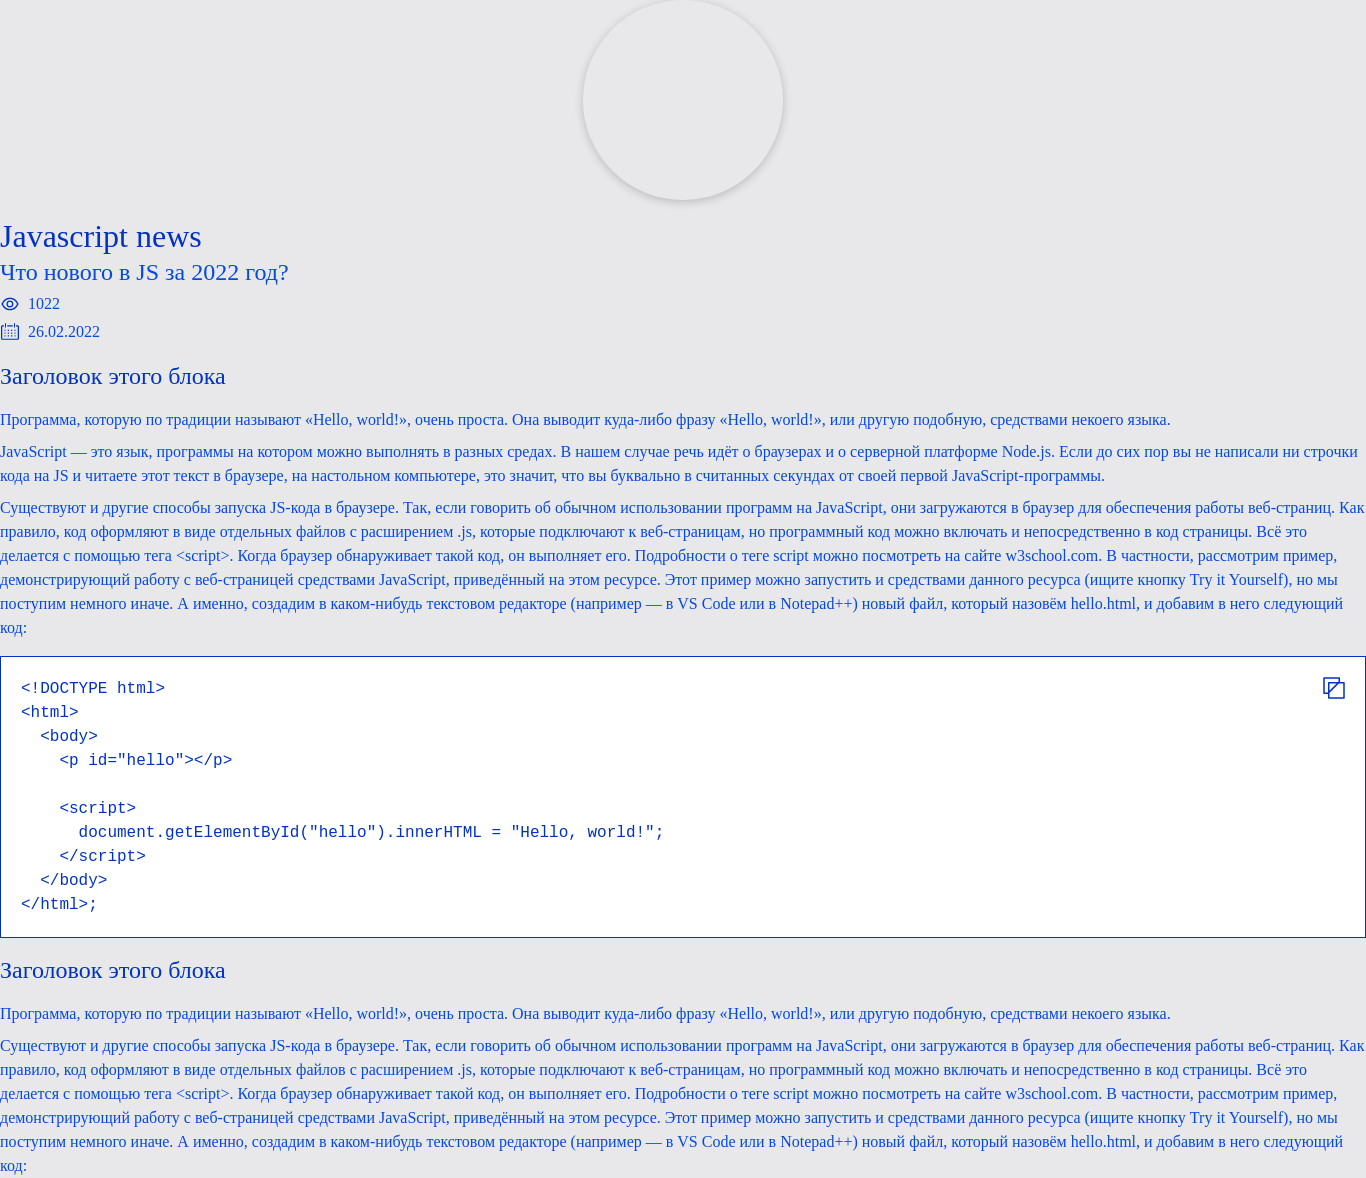 Javascript news
Что нового в JS за 2022 год?
1022
26.02.2022
Заголовок этого блока
Программа, которую по традиции называют «Hello, world!», очень проста. Она выводит куда-либо фразу «Hello, world!», или другую подобную, средствами некоего языка.
JavaScript — это язык, программы на котором можно выполнять в разных средах. В нашем случае речь идёт о браузерах и о серверной платформе Node.js. Если до сих пор вы не написали ни строчки
кода на JS и читаете этот текст в браузере, на настольном компьютере, это значит, что вы буквально в считанных секундах от своей первой JavaScript-программы.
Существуют и другие способы запуска JS-кода в браузере. Так, если говорить об обычном использовании программ на JavaScript, они загружаются в браузер для обеспечения работы веб-страниц. Как
правило, код оформляют в виде отдельных файлов с расширением .js, которые подключают к веб-страницам, но программный код можно включать и непосредственно в код страницы. Всё это
делается с помощью тега <script>. Когда браузер обнаруживает такой код, он выполняет его. Подробности о теге script можно посмотреть на сайте w3school.com. В частности, рассмотрим пример,
демонстрирующий работу с веб-страницей средствами JavaScript, приведённый на этом ресурсе. Этот пример можно запустить и средствами данного ресурса (ищите кнопку Try it Yourself), но мы
поступим немного иначе. А именно, создадим в каком-нибудь текстовом редакторе (например — в VS Code или в Notepad++) новый файл, который назовём hello.html, и добавим в него следующий
код:
<!DOCTYPE html>
<html>
  <body>
    <p id="hello"></p>
    <script>
      document.getElementById("hello").innerHTML = "Hello, world!";
    </script>
  </body>
</html>;
Заголовок этого блока
Программа, которую по традиции называют «Hello, world!», очень проста. Она выводит куда-либо фразу «Hello, world!», или другую подобную, средствами некоего языка.
Существуют и другие способы запуска JS-кода в браузере. Так, если говорить об обычном использовании программ на JavaScript, они загружаются в браузер для обеспечения работы веб-страниц. Как
правило, код оформляют в виде отдельных файлов с расширением .js, которые подключают к веб-страницам, но программный код можно включать и непосредственно в код страницы. Всё это
делается с помощью тега <script>. Когда браузер обнаруживает такой код, он выполняет его. Подробности о теге script можно посмотреть на сайте w3school.com. В частности, рассмотрим пример,
демонстрирующий работу с веб-страницей средствами JavaScript, приведённый на этом ресурсе. Этот пример можно запустить и средствами данного ресурса (ищите кнопку Try it Yourself), но мы
поступим немного иначе. А именно, создадим в каком-нибудь текстовом редакторе (например — в VS Code или в Notepad++) новый файл, который назовём hello.html, и добавим в него следующий
код: